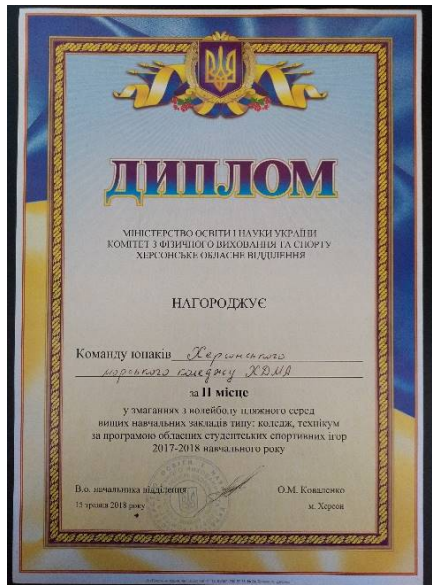 ДИПЛОМ
МІНІСТЕРСТВО ОСВІТИ І НАУКИ УКРАЇНИ
КОМІТЕТ З ФІЗИЧНОГО ВИХОВАННЯ ТА СПОРТУ
ХЕРСОНСЬКЕ ОБЛАСНЕ ВІДДІЛЕННЯ
НАГОРОДЖУЄ
Команду юнаків Херсонського
морського коледжу ХДМА
за II місце
у змаганнях з волейболу пляжного серед
вищих навчальних закладів типу: коледж, технікум
за програмою обласних студентських спортивних ігор
2017-2018 навчального року
В.о. начальника відділення О.М. Коваленко
15 травня 2018 року м. Херсон